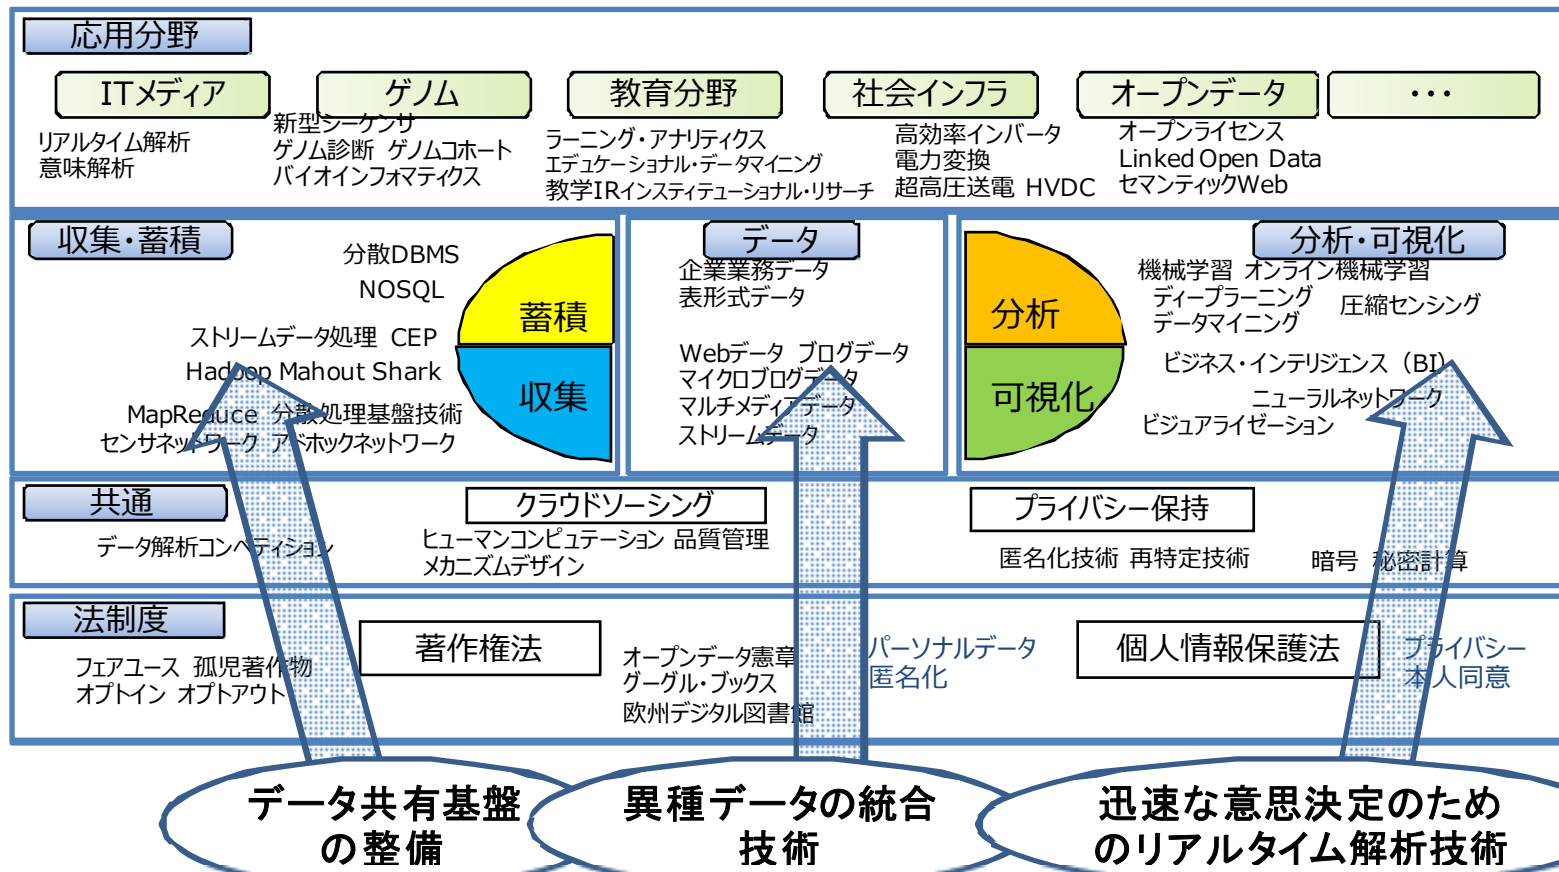 応用分野
ITメディア
ゲノム
教育分野
社会インフラ
オープンデータ
・・・
リアルタイム解析
意味解析
新型シーケンサ
ゲノム診断 ゲノムコホート
バイオインフォマティクス
ラーニング・アナリティクス
エデュケーショナル・データマイニング
教学IRインスティテューショナル・リサーチ
高効率インバータ
電力変換
超高圧送電 HVDC
オープンライセンス
Linked Open Data
セマンティックWeb
収集・蓄積
分散DBMS
NOSQL
ストリームデータ処理 CEP
Hadoop Mahout Shark
MapReduce 分散処理基盤技術
センサネットワーク アドホックネットワーク
蓄積
収集
データ
企業業務データ
表形式データ
Webデータ ブログデータ
マイクロブログデータ
マルチメディアデータ
ストリームデータ
分析
可視化
分析・可視化
機械学習 オンライン機械学習
ディープラーニング
データマイニング
圧縮センシング
ビジネス・インテリジェンス (BI)
ニューラルネットワーク
ビジュアライゼーション
共通
データ解析コンペティション
クラウドソーシング
ヒューマンコンピュテーション 品質管理
メカニズムデザイン
プライバシー保持
匿名化技術 再特定技術
暗号 秘密計算
法制度
フェアユース 孤児著作物
オプトイン オプトアウト
著作権法
オープンデータ憲章
グーグル・ブックス
欧州デジタル図書館
パーソナルデータ
匿名化
個人情報保護法
プライバシー
本人同意
データ共有基盤
の整備
異種データの統合
技術
迅速な意思決定のため
のリアルタイム解析技術